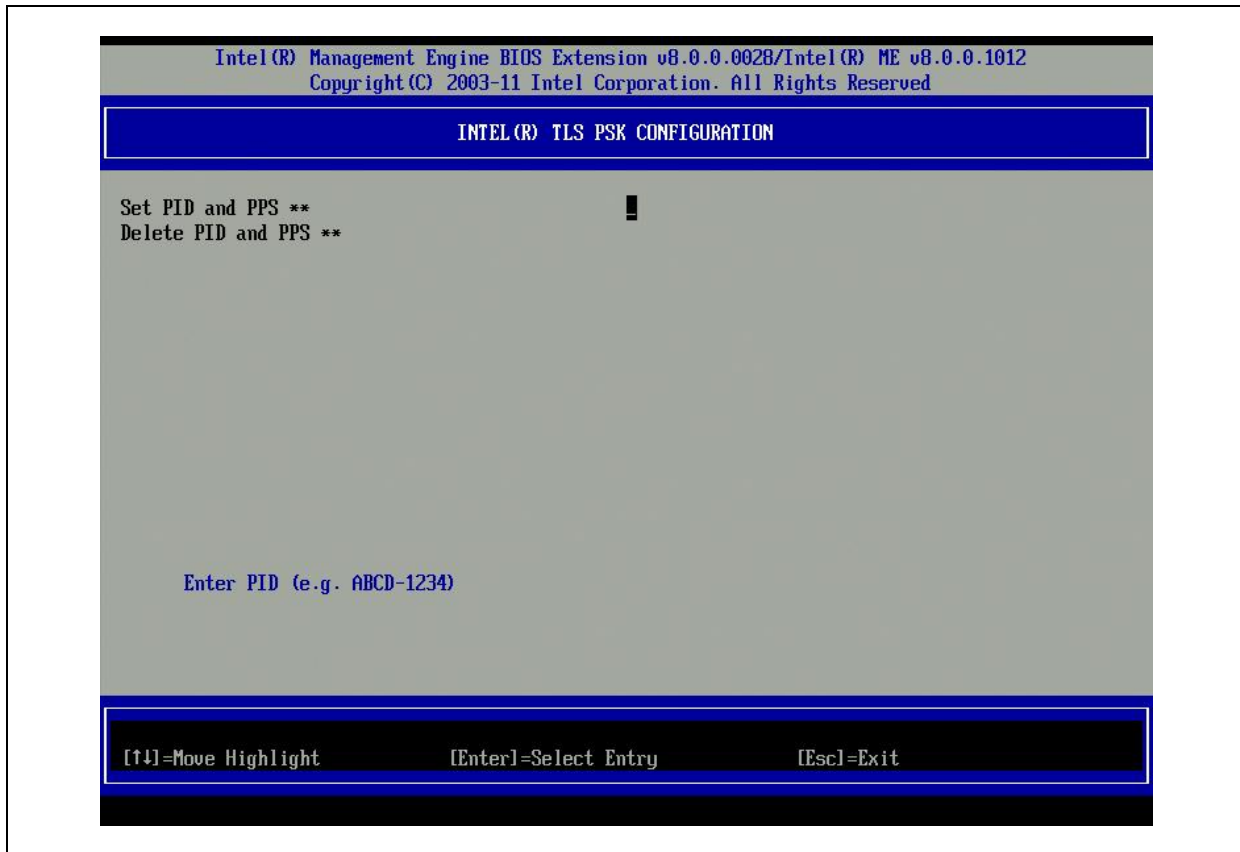 Intel(R) Management Engine BIOS Extension v8.0.0.0028/Intel(R) ME v8.0.0.1012
Copyright(C) 2003-11 Intel Corporation. All Rights Reserved
INTEL(R) TLS PSK CONFIGURATION
Set PID and PPS **
Delete PID and PPS **
Enter PID (e.g. ABCD-1234)
[↑↓]=Move Highlight [Enter]=Select Entry [Esc]=Exit